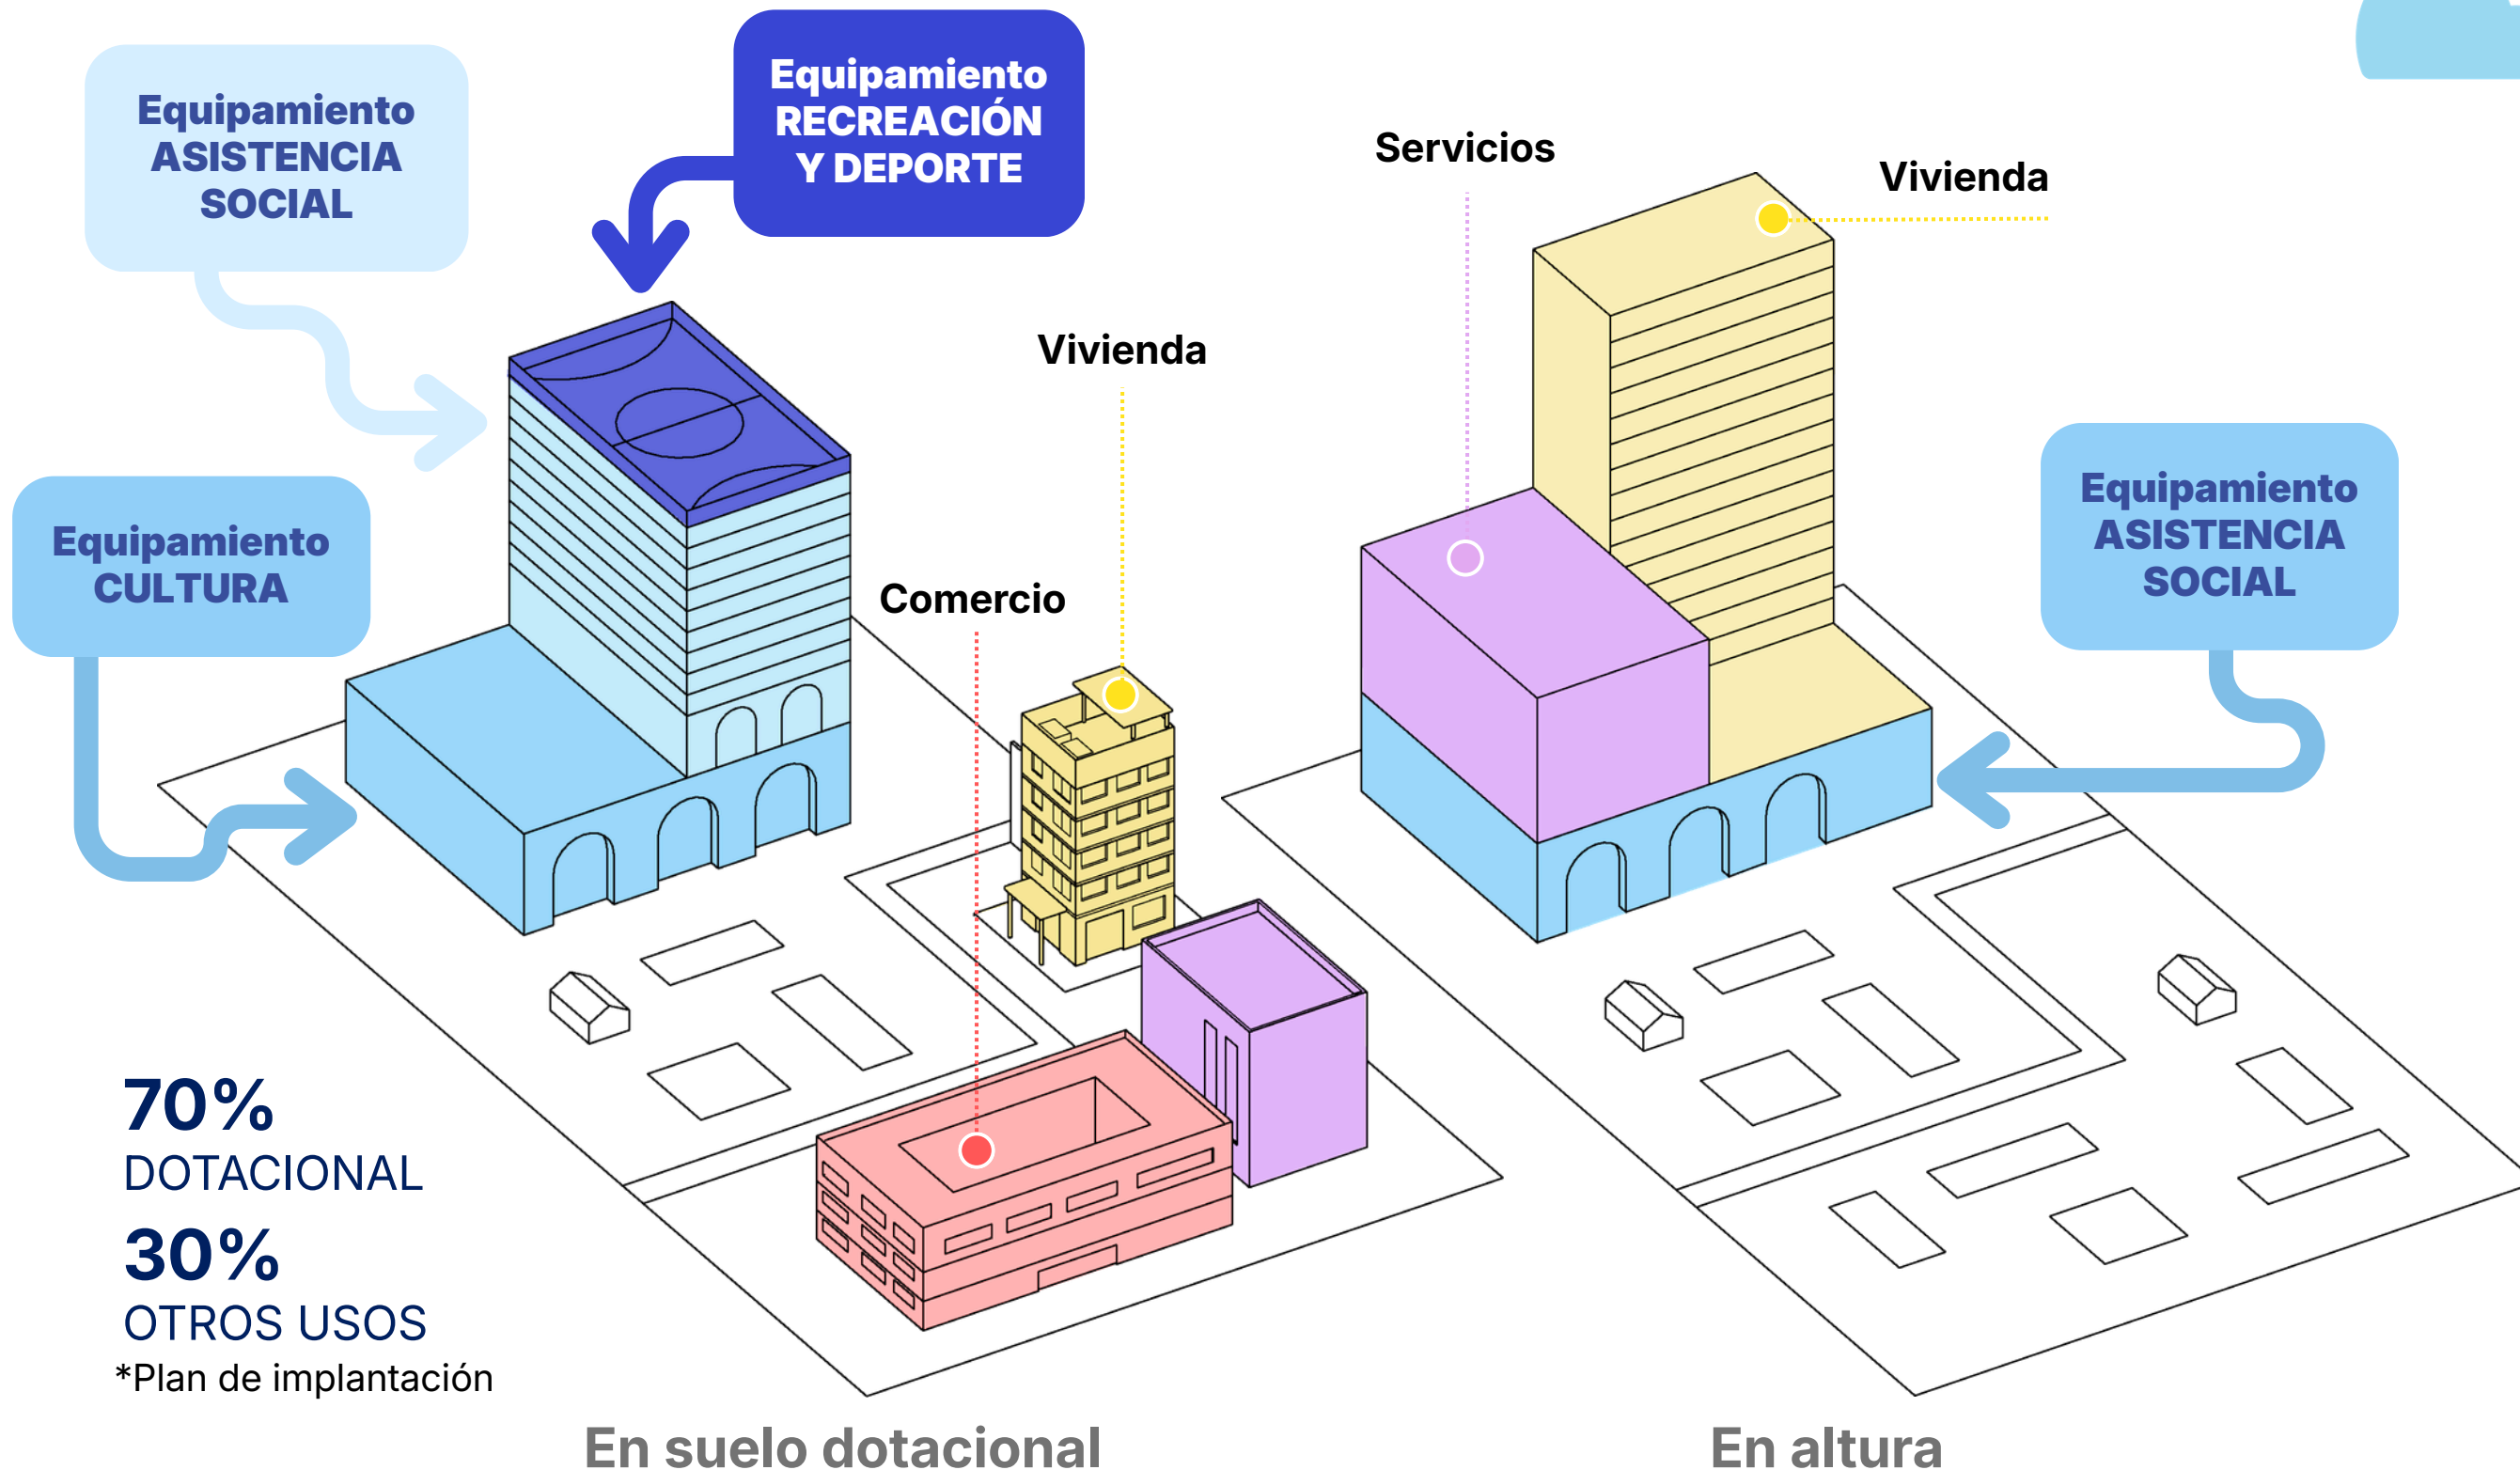 Equipamiento
ASISTENCIA
SOCIAL
Equipamiento
RECREACIÓN
Y DEPORTE
Servicios
Vivienda
Vivienda
Equipamiento
CULTURA
Comercio
Equipamiento
ASISTENCIA
SOCIAL
70%
DOTACIONAL
30%
OTROS USOS
*Plan de implantación
En suelo dotacional
En altura